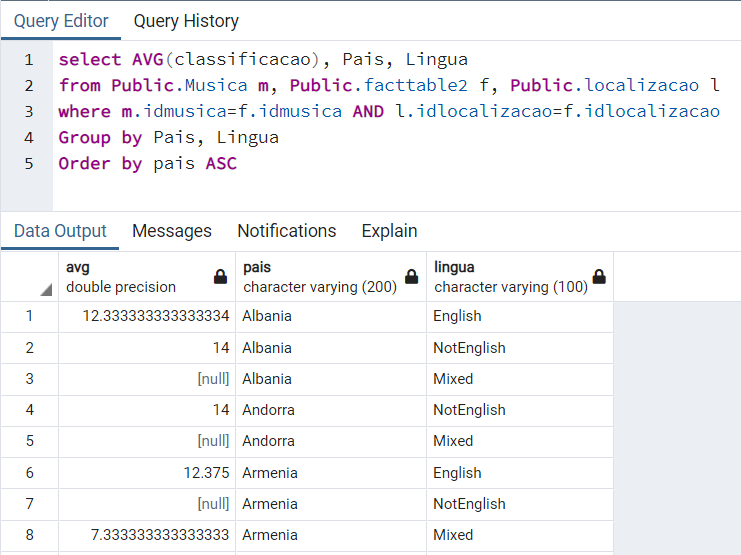 Query Editor Query History
1 select AVG(classificacao), Pais, Lingua
2 from Public.Musica m, Public.facttable2 f, Public.localizacao l
3 where m.idmusica=f.idmusica AND l.idlocalizacao=f.idlocalizacao
4 Group by Pais, Lingua
5 Order by pais ASC
Data Output Messages Notifications Explain
avg pais lingua
double precision character varying (200) character varying (100)
1 12.333333333333334 Albania English
2 14 Albania NotEnglish
3 [null] Albania Mixed
4 14 Andorra NotEnglish
5 [null] Andorra Mixed
6 12.375 Armenia English
7 [null] Armenia NotEnglish
8 7.333333333333333 Armenia Mixed